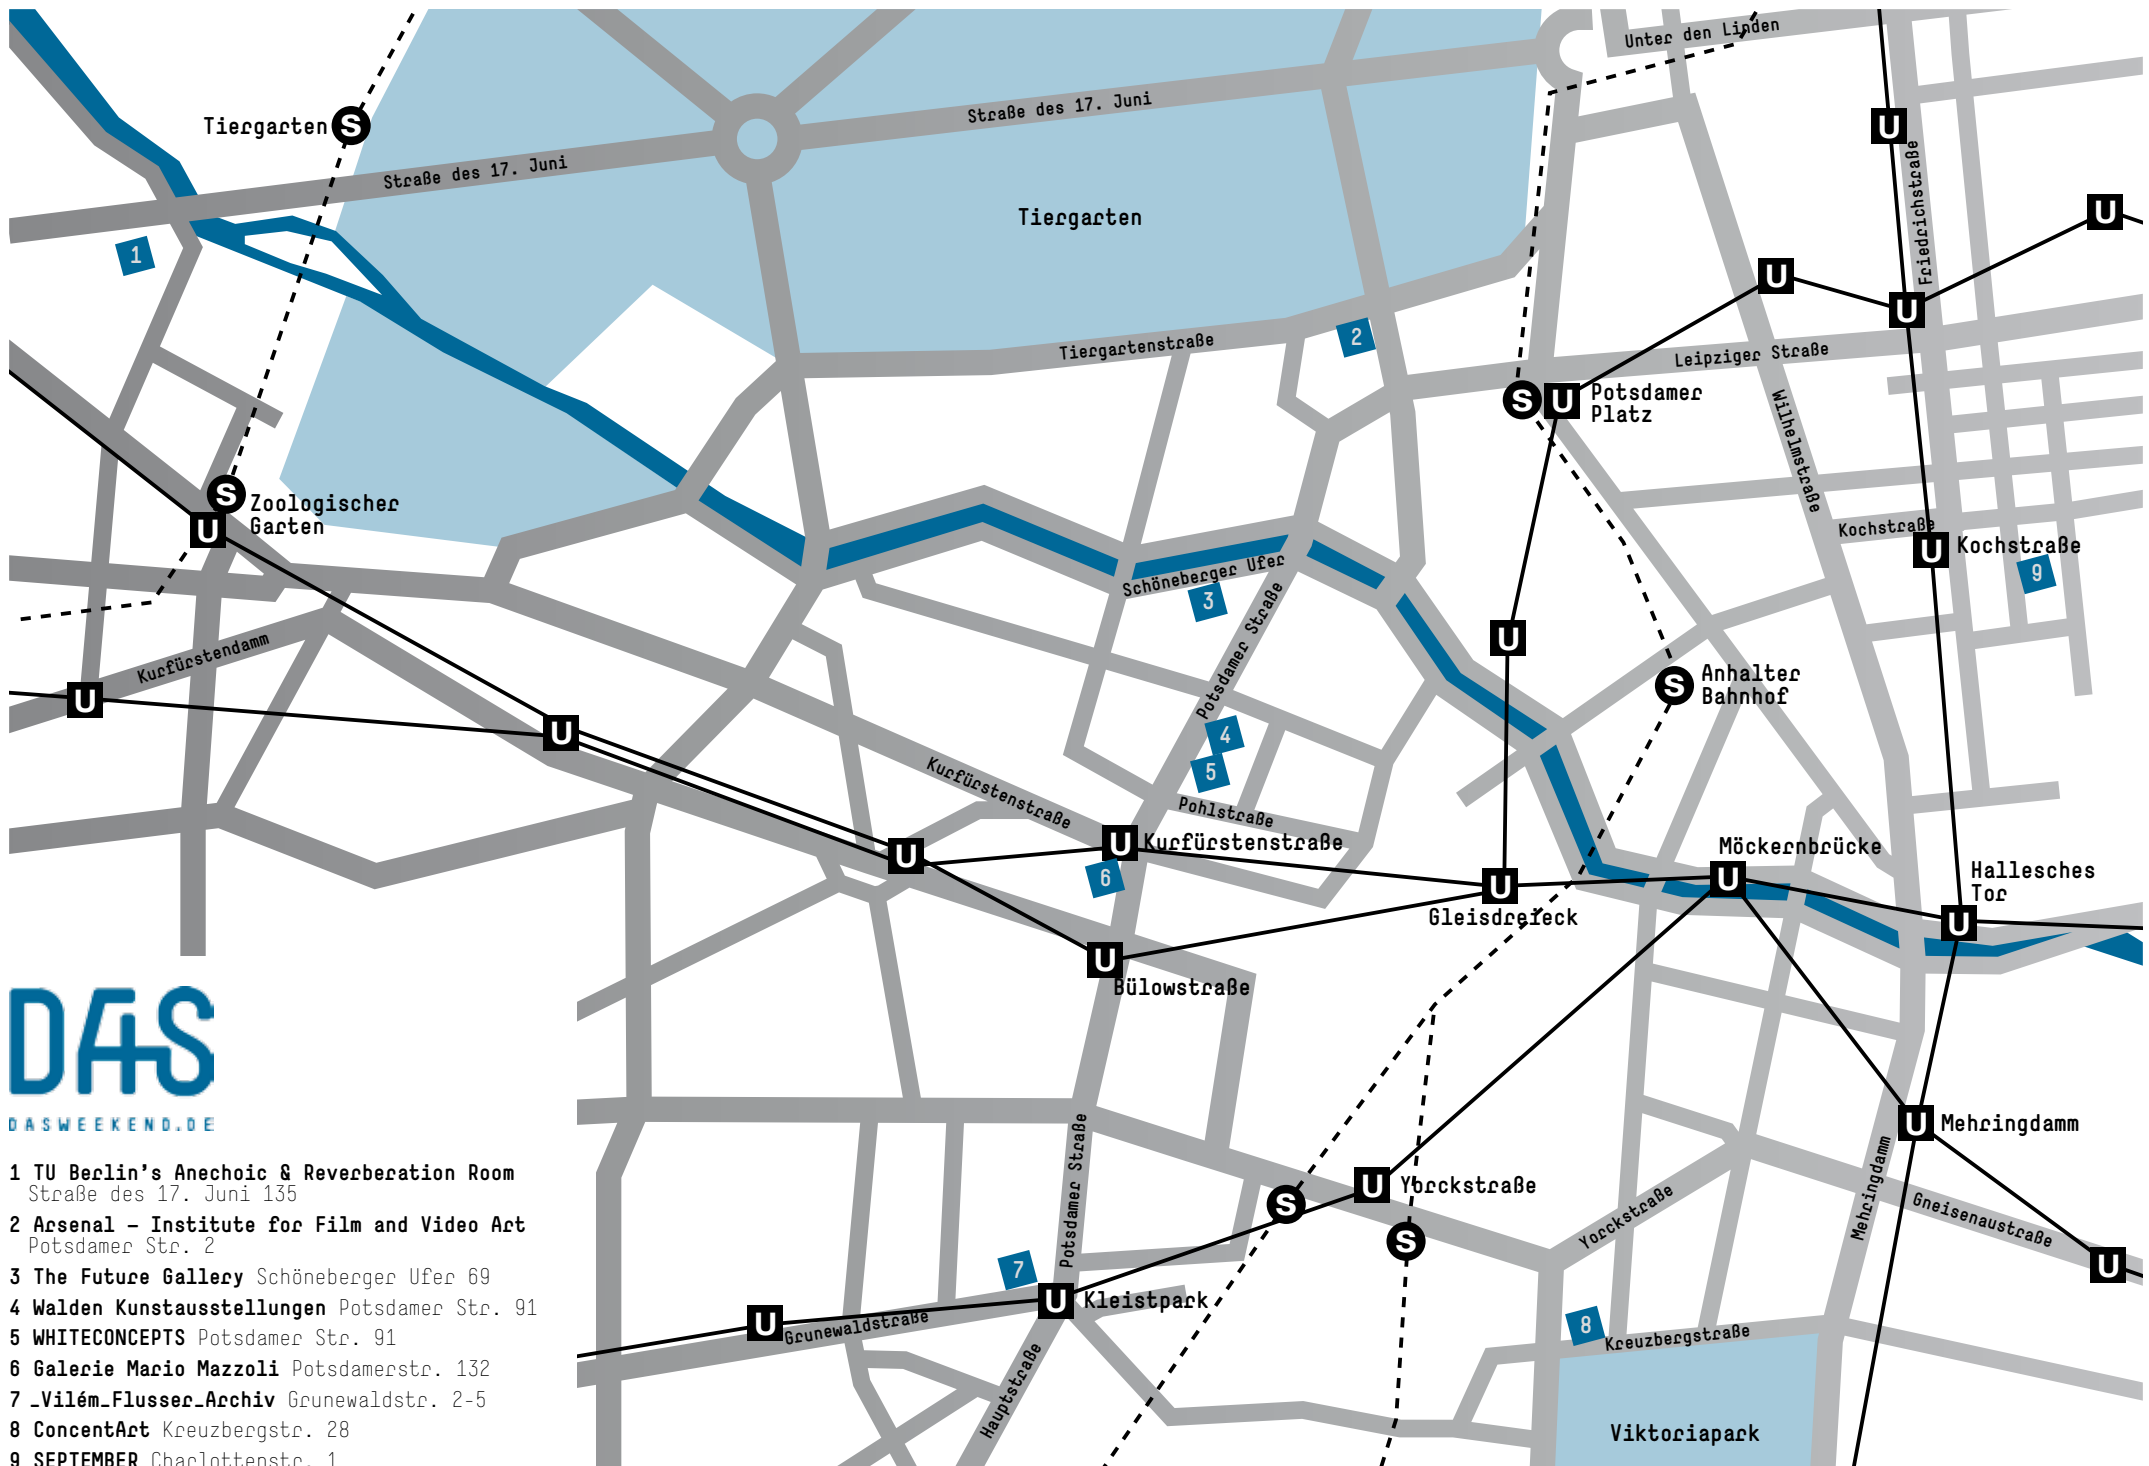 Unter den Linden
Tiergarten
S
Straße des 17. Juni
Straße des 17. Juni
U
Friedrichstraße
U
Tiergarten
1
U
U
2
Tiergartenstraße
Leipziger Straße
S
U
Potsdamer
Platz
Wilhelmstraße
S
Zoologischer
Garten
U
Kochstraße
U
Kochstraße
9
Schöneberger Ufer
3
Potsdamer Straße
U
Kurfürstendamm
U
S
Anhalter
Bahnhof
U
4
5
Kurfürstenstraße
Pohlstraße
U
Kurfürstenstraße
U
6
U
Gleisdreieck
Möckernbrücke
U
Hallesches
Tor
U
U
Bülowstraße
DAS
DASWEEKEND.DE
Potsdamer Straße
U
Mehringdamm
Mehringdamm
U
Yorckstraße
S
S
Yorckstraße
Gneisenaustraße
U
7
U
Kleistpark
U
Grunewaldstraße
Hauptstraße
8
Kreuzbergstraße
Viktoriapark
1 TU Berlin's Anechoic & Reverberation Room
Straße des 17. Juni 135
2 Arsenal – Institute for Film and Video Art
Potsdamer Str. 2
3 The Future Gallery Schöneberger Ufer 69
4 Walden Kunstausstellungen Potsdamer Str. 91
5 WHITECONCEPTS Potsdamer Str. 91
6 Galerie Mario Mazzoli Potsdamerstr. 132
7 _Vilém_Flusser_Archiv Grunewaldstr. 2-5
8 ConcentArt Kreuzbergstr. 28
9 SEPTEMBER Charlottenstr. 1